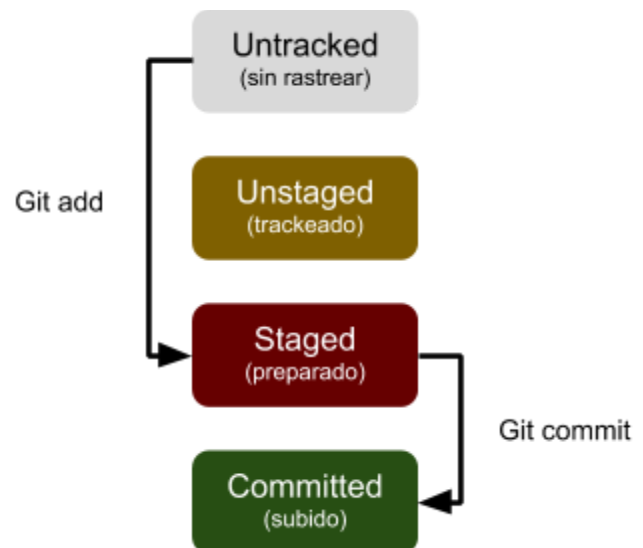 Untracked
(sin rastrear)
Git add
Unstaged
(trackeado)
Staged
(preparado)
Git commit
Committed
(subido)